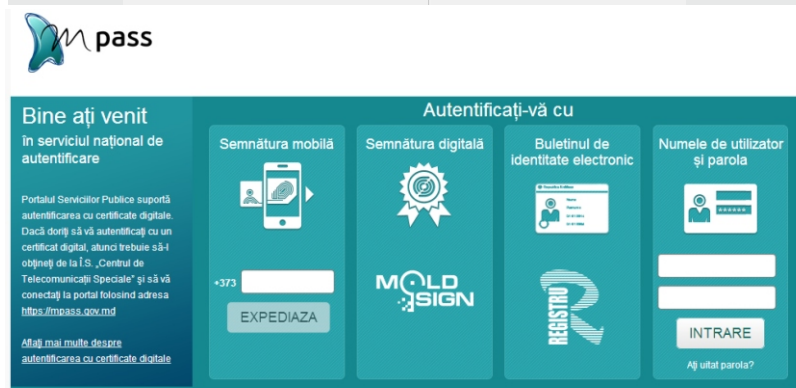 Mpass
Bine ați venit
în serviciul național de
autentificare
Portalul Serviciilor Publice suportă
autentificarea cu certificate digitale.
Dacă doriți să vă autentificați cu un
certificat digital, atunci trebuie să-l
obțineți de la Î.S. „Centrul de
Telecomunicații Speciale” și să vă
conectați la portal folosind adresa
https://mpass.gov.md
Aflați mai multe despre
autentificarea cu certificate digitale
Autentificați-vă cu
Semnătura mobilă
+373
EXPEDIAZA
Semnătura digitală
MOLD
SIGN
Buletinul de
identitate electronic
REGISTRU
Numele de utilizator
și parola
INTRARE
Ați uitat parola?